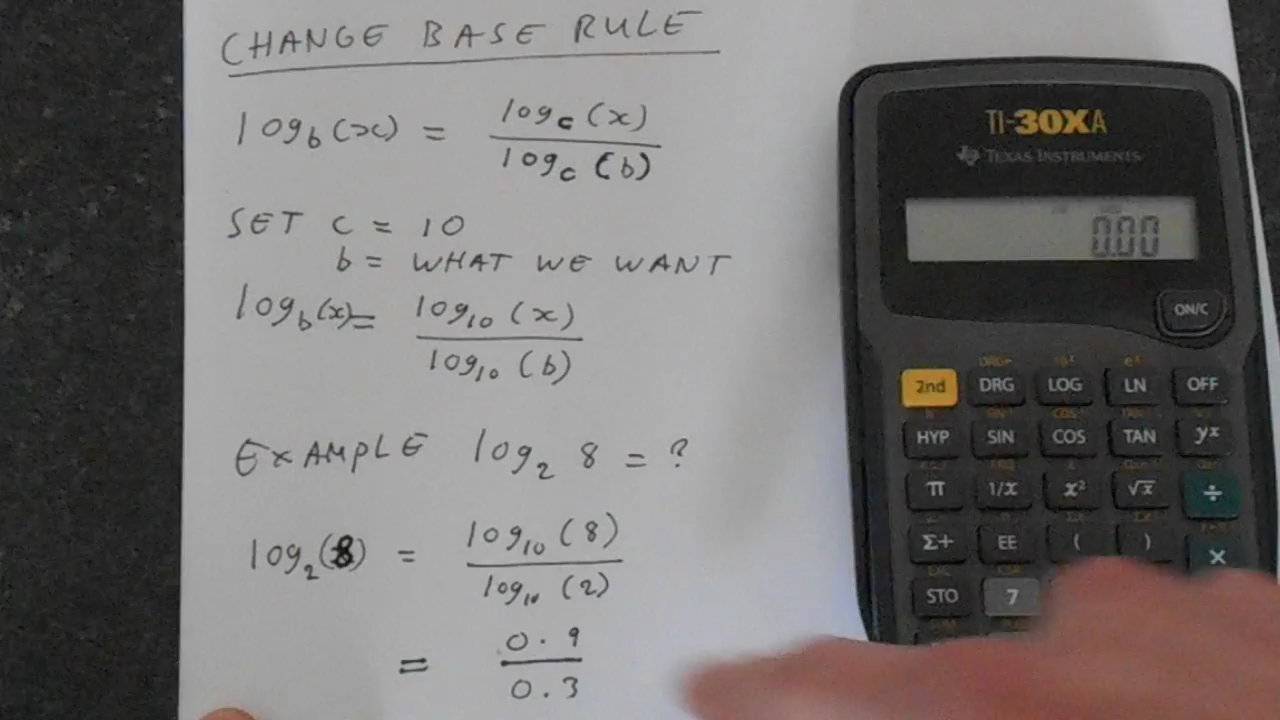 CHANGE BASE RULE
log_b(x) = log_c(x) / log_c(b)
SET c = 10
b = WHAT WE WANT
log_b(x) = log_10(x) / log_10(b)
EXAMPLE log_2 8 = ?
log_2(8) = log_10(8) / log_10(2)
= 0.9 / 0.3
TI-30XA
TEXAS INSTRUMENTS
0.00
ON/C
2nd DRG LOG LN OFF
HYP SIN COS TAN yx
π 1/x x² √x ÷
Σ+ EE ( ) ×
STO 7